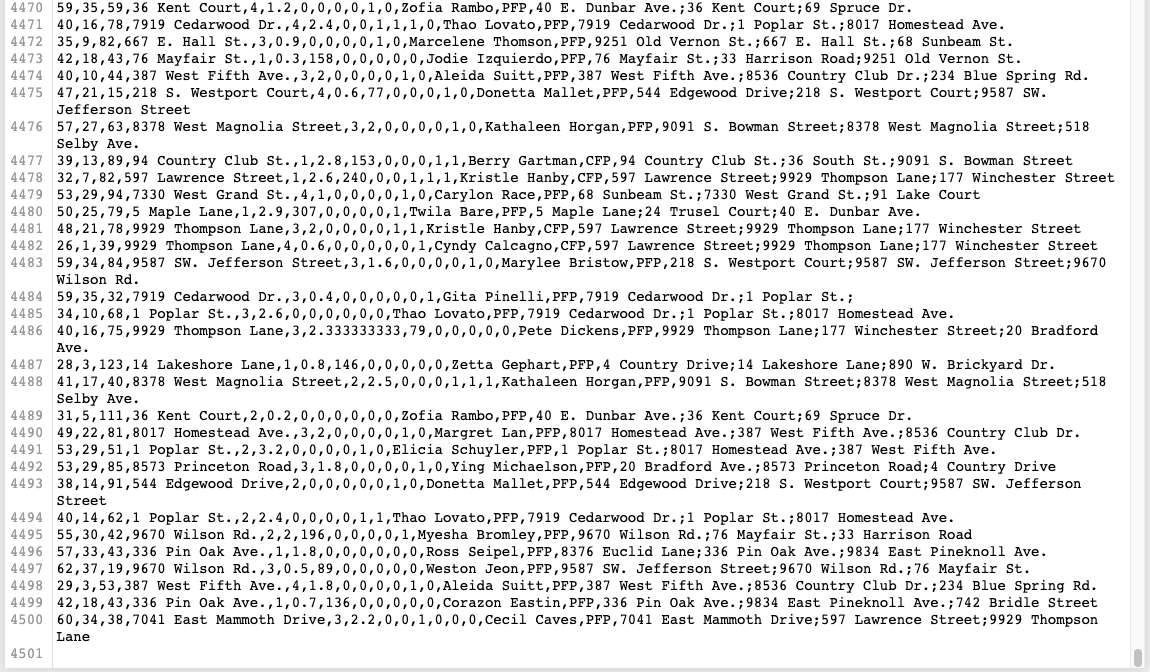 4470 59,35,59,36 Kent Court,4,1.2,0,0,0,0,1,0,Zofia Rambo,PFP,40 E. Dunbar Ave.;36 Kent Court;69 Spruce Dr.
4471 40,16,78,7919 Cedarwood Dr.,4,2.4,0,0,1,1,1,0,Thao Lovato,PFP,7919 Cedarwood Dr.;1 Poplar St.;8017 Homestead Ave.
4472 35,9,82,667 E. Hall St.,3,0.9,0,0,0,0,1,0,Marcelene Thomson,PFP,9251 Old Vernon St.;667 E. Hall St.;68 Sunbeam St.
4473 42,18,43,76 Mayfair St.,1,0.3,158,0,0,0,0,0,Jodie Izquierdo,PFP,76 Mayfair St.;33 Harrison Road;9251 Old Vernon St.
4474 40,10,44,387 West Fifth Ave.,3,2,0,0,0,0,1,0,Aleida Suitt,PFP,387 West Fifth Ave.;8536 Country Club Dr.;234 Blue Spring Rd.
4475 47,21,15,218 S. Westport Court,4,0.6,77,0,0,0,1,0,Donetta Mallet,PFP,544 Edgewood Drive;218 S. Westport Court;9587 SW.
Jefferson Street
4476 57,27,63,8378 West Magnolia Street,3,2,0,0,0,0,1,0,Kathaleen Horgan,PFP,9091 S. Bowman Street;8378 West Magnolia Street;518
Selby Ave.
4477 39,13,89,94 Country Club St.,1,2.8,153,0,0,0,1,1,Berry Gartman,CFP,94 Country Club St.;36 South St.;9091 S. Bowman Street
4478 32,7,82,597 Lawrence Street,1,2.6,240,0,0,1,1,1,Kristle Hanby,CFP,597 Lawrence Street;9929 Thompson Lane;177 Winchester Street
4479 53,29,94,7330 West Grand St.,4,1,0,0,0,0,1,0,Carylon Race,PFP,68 Sunbeam St.;7330 West Grand St.;91 Lake Court
4480 50,25,79,5 Maple Lane,1,2.9,307,0,0,0,0,1,Twila Bare,PFP,5 Maple Lane;24 Trusel Court;40 E. Dunbar Ave.
4481 48,21,78,9929 Thompson Lane,3,2,0,0,0,0,1,1,Kristle Hanby,CFP,597 Lawrence Street;9929 Thompson Lane;177 Winchester Street
4482 26,1,39,9929 Thompson Lane,4,0.6,0,0,0,0,0,1,Cyndy Calcagno,CFP,597 Lawrence Street;9929 Thompson Lane;177 Winchester Street
4483 59,34,84,9587 SW. Jefferson Street,3,1.6,0,0,0,0,1,0,Marylee Bristow,PFP,218 S. Westport Court;9587 SW. Jefferson Street;9670
Wilson Rd.
4484 59,35,32,7919 Cedarwood Dr.,3,0.4,0,0,0,0,0,1,Gita Pinelli,PFP,7919 Cedarwood Dr.;1 Poplar St.;
4485 34,10,68,1 Poplar St.,3,2.6,0,0,0,0,1,0,Thao Lovato,PFP,7919 Cedarwood Dr.;1 Poplar St.;8017 Homestead Ave.
4486 40,16,75,9929 Thompson Lane,3,2.333333333,79,0,0,0,0,0,Pete Dickens,PFP,9929 Thompson Lane;177 Winchester Street;20 Bradford
Ave.
4487 28,3,123,14 Lakeshore Lane,1,0.8,146,0,0,0,0,0,Zetta Gephart,PFP,4 Country Drive;14 Lakeshore Lane;890 W. Brickyard Dr.
4488 41,17,40,8378 West Magnolia Street,2,2.5,0,0,0,1,1,1,Kathaleen Horgan,PFP,9091 S. Bowman Street;8378 West Magnolia Street;518
Selby Ave.
4489 31,5,111,36 Kent Court,2,0.2,0,0,0,0,0,0,Zofia Rambo,PFP,40 E. Dunbar Ave.;36 Kent Court;69 Spruce Dr.
4490 49,22,81,8017 Homestead Ave.,3,2,0,0,0,0,1,0,Margret Lan,PFP,8017 Homestead Ave.;387 West Fifth Ave.;8536 Country Club Dr.
4491 53,29,51,1 Poplar St.,2,3.2,0,0,0,0,1,0,Elicia Schuyler,PFP,1 Poplar St.;8017 Homestead Ave.;387 West Fifth Ave.
4492 53,29,85,8573 Princeton Road,3,1.8,0,0,0,0,1,0,Ying Michaelson,PFP,20 Bradford Ave.;8573 Princeton Road;4 Country Drive
4493 38,14,91,544 Edgewood Drive,2,0,0,0,0,0,1,0,Donetta Mallet,PFP,544 Edgewood Drive;218 S. Westport Court;9587 SW. Jefferson
Street
4494 40,14,62,1 Poplar St.,2,2.4,0,0,0,0,1,1,Thao Lovato,PFP,7919 Cedarwood Dr.;1 Poplar St.;8017 Homestead Ave.
4495 55,30,42,9670 Wilson Rd.,2,2,196,0,0,0,0,1,Myesha Bromley,PFP,9670 Wilson Rd.;76 Mayfair St.;33 Harrison Road
4496 57,33,43,336 Pin Oak Ave.,1,1.8,0,0,0,0,0,0,Ross Seipel,PFP,8376 Euclid Lane;336 Pin Oak Ave.;9834 East Pineknoll Ave.
4497 62,37,19,9670 Wilson Rd.,3,0.5,89,0,0,0,0,0,Weston Jeon,PFP,9587 SW. Jefferson Street;9670 Wilson Rd.;76 Mayfair St.
4498 29,3,53,387 West Fifth Ave.,4,1.8,0,0,0,0,1,0,Aleida Suitt,PFP,387 West Fifth Ave.;8536 Country Club Dr.;234 Blue Spring Rd.
4499 42,18,43,336 Pin Oak Ave.,1,0.7,136,0,0,0,0,0,Corazon Eastin,PFP,336 Pin Oak Ave.;9834 East Pineknoll Ave.;742 Bridle Street
4500 60,34,38,7041 East Mammoth Drive,3,2.2,0,0,1,0,0,0,Cecil Caves,PFP,7041 East Mammoth Drive;597 Lawrence Street;9929 Thompson
Lane
4501